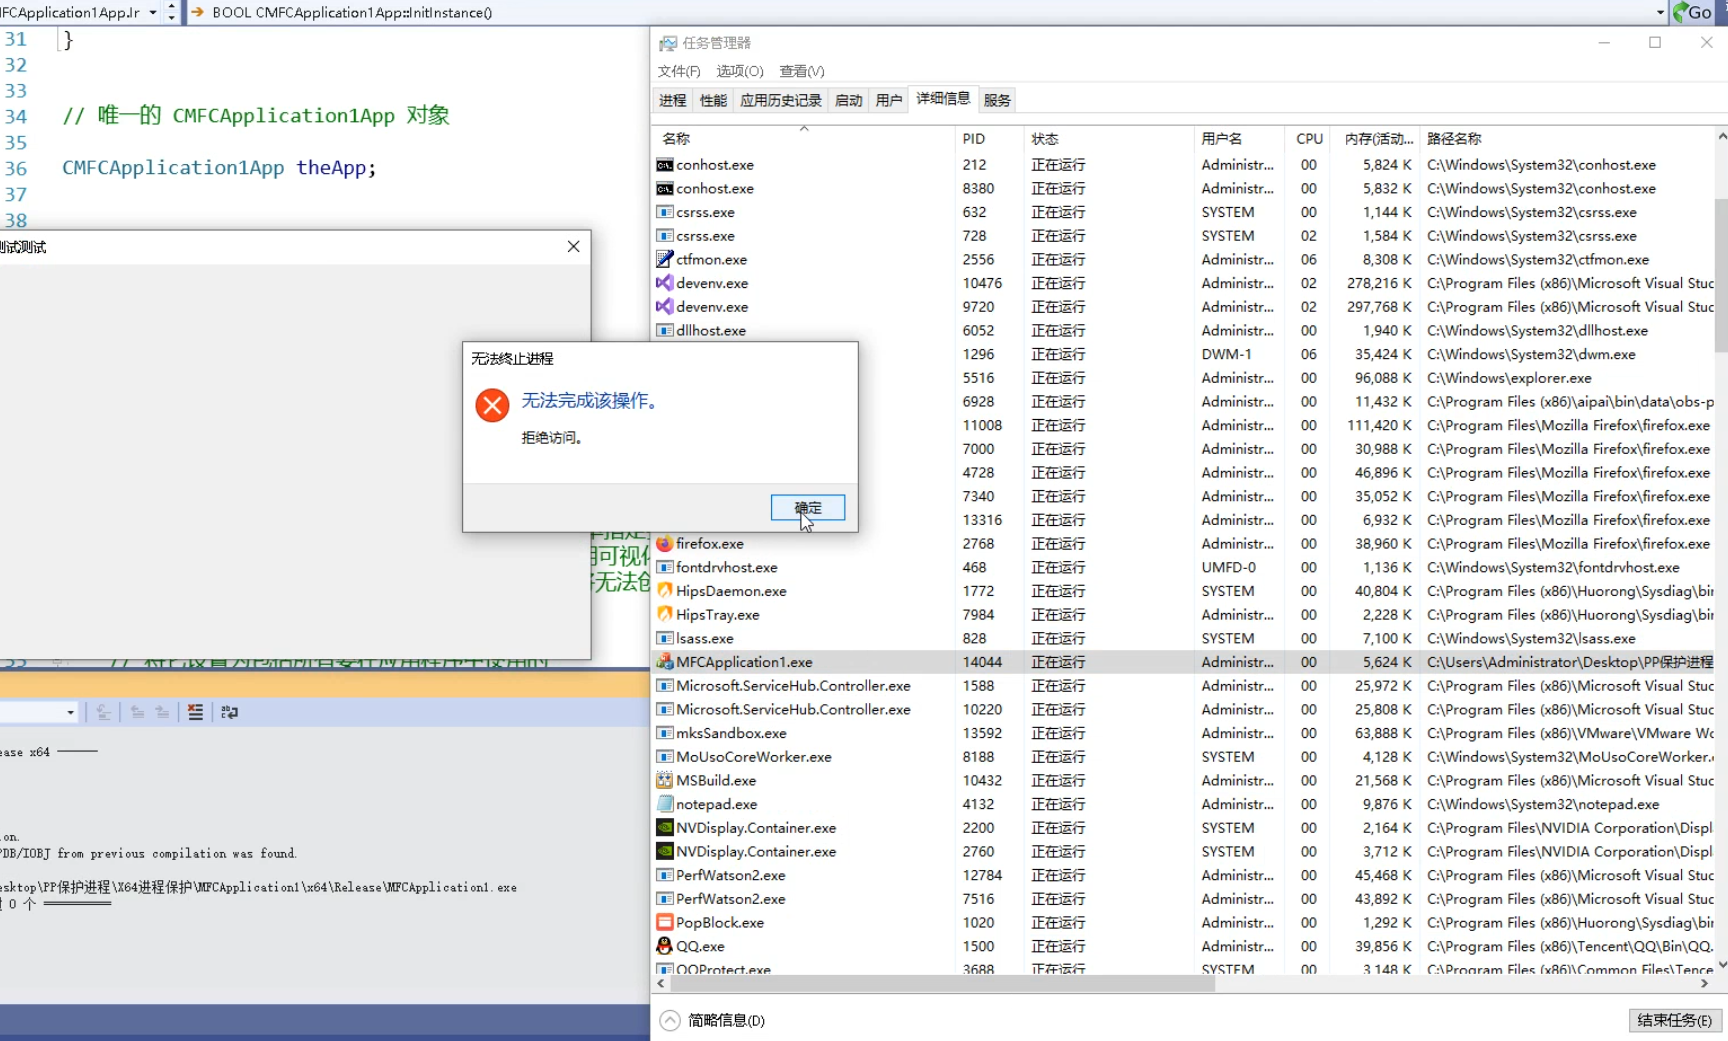 IFCApplication1App.Ir
BOOL CMFCApplication1App::InitInstance()
Go
31 }
32
33
34 // 唯一的 CMFCApplication1App 对象
35
36 CMFCApplication1App theApp;
37
38
测试测试
无法终止进程
无法完成该操作。
拒绝访问。
确定
无法创
任务管理器
文件(F) 选项(O) 查看(V)
进程 性能 应用历史记录 启动 用户 详细信息 服务
名称 PID 状态 用户名 CPU 内存(活动... 路径名称
conhost.exe 212 正在运行 Administr... 00 5,824 K C:\Windows\System32\conhost.exe
conhost.exe 8380 正在运行 Administr... 00 5,832 K C:\Windows\System32\conhost.exe
csrss.exe 632 正在运行 SYSTEM 00 1,144 K C:\Windows\System32\csrss.exe
csrss.exe 728 正在运行 SYSTEM 02 1,584 K C:\Windows\System32\csrss.exe
ctfmon.exe 2556 正在运行 Administr... 06 8,308 K C:\Windows\System32\ctfmon.exe
devenv.exe 10476 正在运行 Administr... 02 278,216 K C:\Program Files (x86)\Microsoft Visual Stuc
devenv.exe 9720 正在运行 Administr... 02 297,768 K C:\Program Files (x86)\Microsoft Visual Stuc
dllhost.exe 6052 正在运行 Administr... 00 1,940 K C:\Windows\System32\dllhost.exe
1296 正在运行 DWM-1 06 35,424 K C:\Windows\System32\dwm.exe
5516 正在运行 Administr... 00 96,088 K C:\Windows\explorer.exe
6928 正在运行 Administr... 00 11,432 K C:\Program Files (x86)\aipai\bin\data\obs-p
11008 正在运行 Administr... 00 111,420 K C:\Program Files\Mozilla Firefox\firefox.exe
7000 正在运行 Administr... 00 30,988 K C:\Program Files\Mozilla Firefox\firefox.exe
4728 正在运行 Administr... 00 46,896 K C:\Program Files\Mozilla Firefox\firefox.exe
7340 正在运行 Administr... 00 35,052 K C:\Program Files\Mozilla Firefox\firefox.exe
13316 正在运行 Administr... 00 6,932 K C:\Program Files\Mozilla Firefox\firefox.exe
firefox.exe 2768 正在运行 Administr... 00 38,960 K C:\Program Files\Mozilla Firefox\firefox.exe
fontdrvhost.exe 468 正在运行 UMFD-0 00 1,136 K C:\Windows\System32\fontdrvhost.exe
HipsDaemon.exe 1772 正在运行 SYSTEM 00 40,804 K C:\Program Files (x86)\Huorong\Sysdiag\bir
HipsTray.exe 7984 正在运行 Administr... 00 2,228 K C:\Program Files (x86)\Huorong\Sysdiag\bir
lsass.exe 828 正在运行 SYSTEM 00 7,100 K C:\Windows\System32\lsass.exe
MFCApplication1.exe 14044 正在运行 Administr... 00 5,624 K C:\Users\Administrator\Desktop\PP保护进程
Microsoft.ServiceHub.Controller.exe 1588 正在运行 Administr... 00 25,972 K C:\Program Files (x86)\Microsoft Visual Stuc
Microsoft.ServiceHub.Controller.exe 10220 正在运行 Administr... 00 25,808 K C:\Program Files (x86)\Microsoft Visual Stuc
mksSandbox.exe 13592 正在运行 Administr... 00 63,888 K C:\Program Files (x86)\VMware\VMware Wc
MoUsoCoreWorker.exe 8188 正在运行 SYSTEM 00 4,128 K C:\Windows\System32\MoUsoCoreWorker.
MSBuild.exe 10432 正在运行 Administr... 00 21,568 K C:\Program Files (x86)\Microsoft Visual Stuc
notepad.exe 4132 正在运行 Administr... 00 9,876 K C:\Windows\System32\notepad.exe
NVDisplay.Container.exe 2200 正在运行 SYSTEM 00 2,164 K C:\Program Files\NVIDIA Corporation\Displ
NVDisplay.Container.exe 2760 正在运行 SYSTEM 00 3,712 K C:\Program Files\NVIDIA Corporation\Displ
PerfWatson2.exe 12784 正在运行 Administr... 00 45,468 K C:\Program Files (x86)\Microsoft Visual Stuc
PerfWatson2.exe 7516 正在运行 Administr... 00 43,892 K C:\Program Files (x86)\Microsoft Visual Stuc
PopBlock.exe 1020 正在运行 Administr... 00 1,292 K C:\Program Files (x86)\Huorong\Sysdiag\bir
QQ.exe 1500 正在运行 Administr... 00 39,856 K C:\Program Files (x86)\Tencent\QQ\Bin\QQ.
QQProtect.exe 3688 正在运行 SYSTEM 00 3,148 K C:\Program Files (x86)\Common Files\Tence
简略信息(D)
结束任务(E)
ease x64
on.
PDB/IOBJ from previous compilation was found.
esktop\PP保护进程\X64进程保护\MFCApplication1\x64\Release\MFCApplication1.exe
0 个